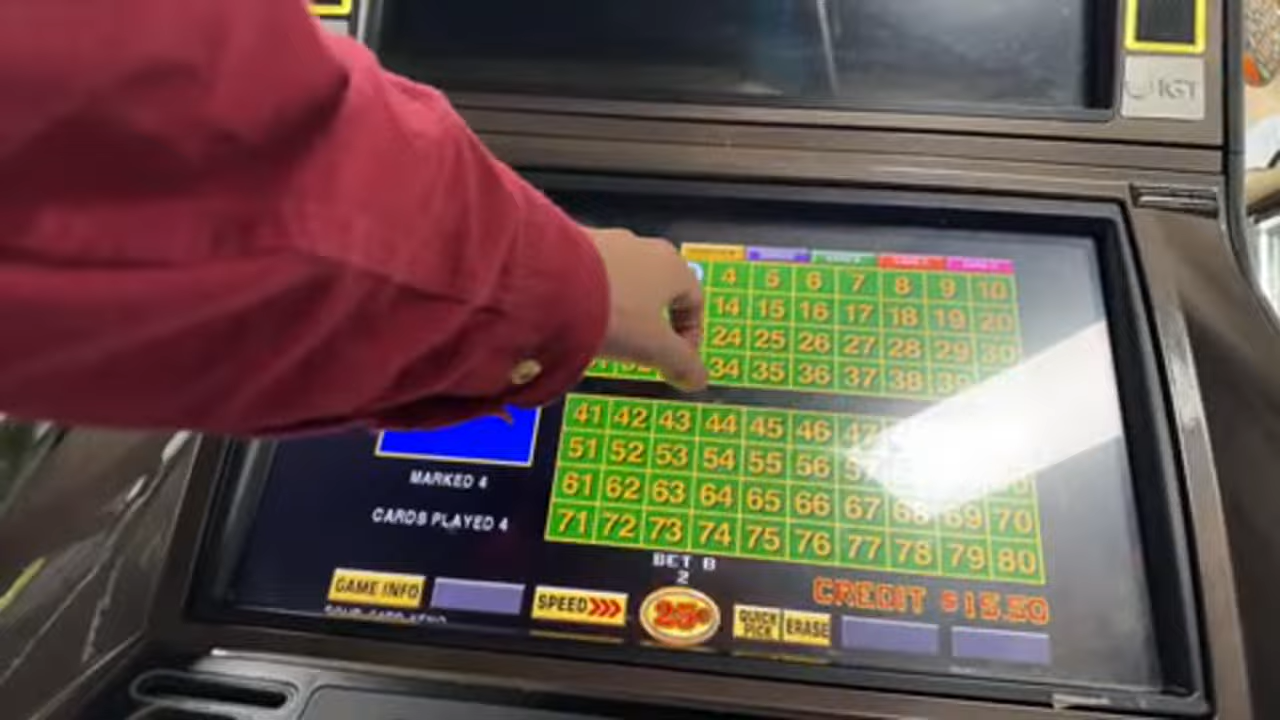 IGT
4 5 6 7 8 9 10
14 15 16 17 18 19 20
24 25 26 27 28 29 30
34 35 36 37 38 39
41 42 43 44 45 46 47
51 52 53 54 55 56
61 62 63 64 65 66 67 68 69 70
71 72 73 74 75 76 77 78 79 80
MARKED 4
CARDS PLAYED 4
BET B
2
CREDIT $15.50
GAME INFO
SPEED
25¢
QUICK PICK
ERASE